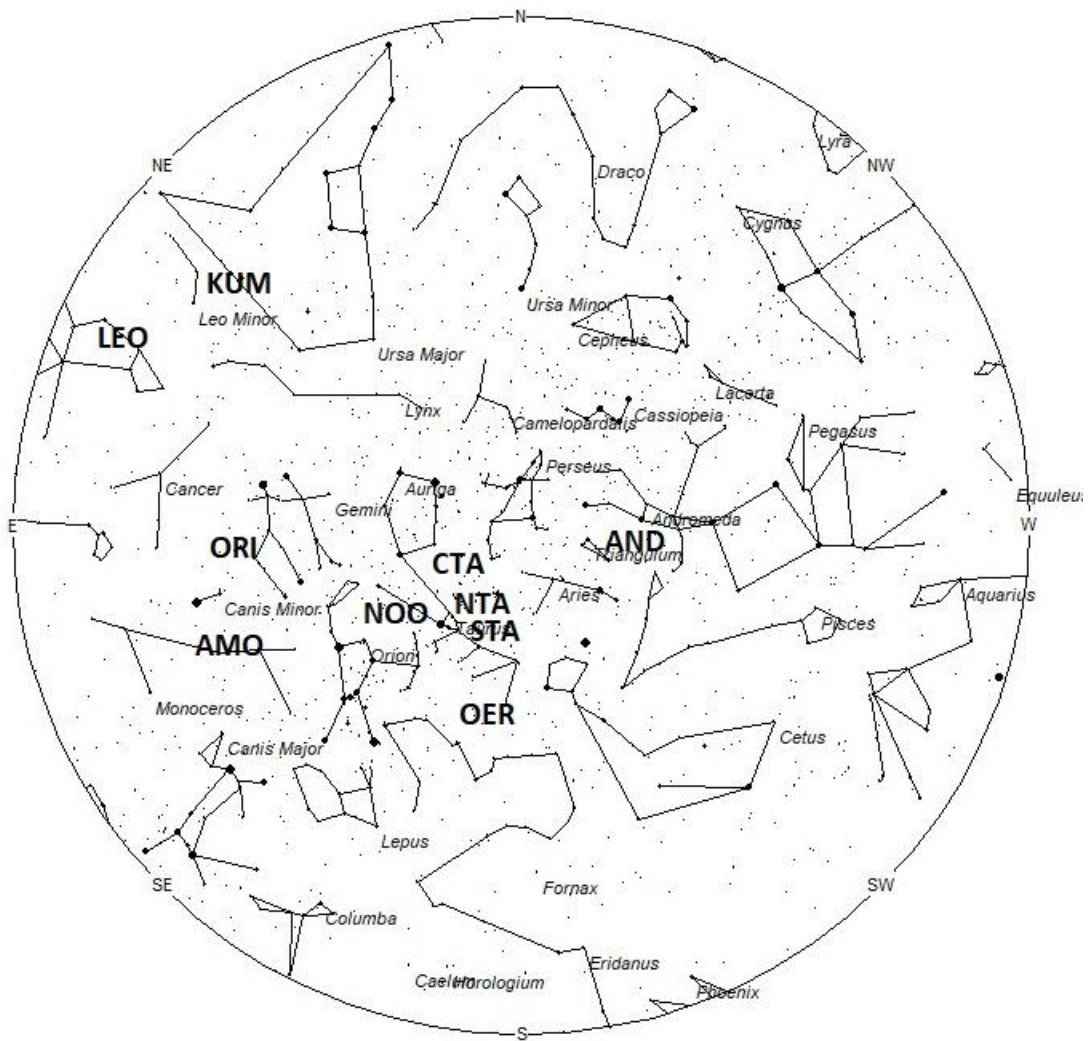 N
Lyra
NE
NW
Draco
Cygnus
KUM
Leo Minor
Ursa Minor
LEO
Cepheus
Ursa Major
Lacerta
Lynx
Camelopardalis
Cassiopeia
Pegasus
Perseus
Cancer
Auriga
Gemini
Equuleus
E
Andromeda
W
ORI
AND
CTA
Triangulum
Canis Minor
NOO
NTA
Aries
Aquarius
Taurus
STA
Pisces
AMO
Orion
Monoceros
OER
Canis Major
Cetus
Lepus
SE
Fornax
SW
Columba
Eridanus
Caelum
Horologium
Phoenix
S